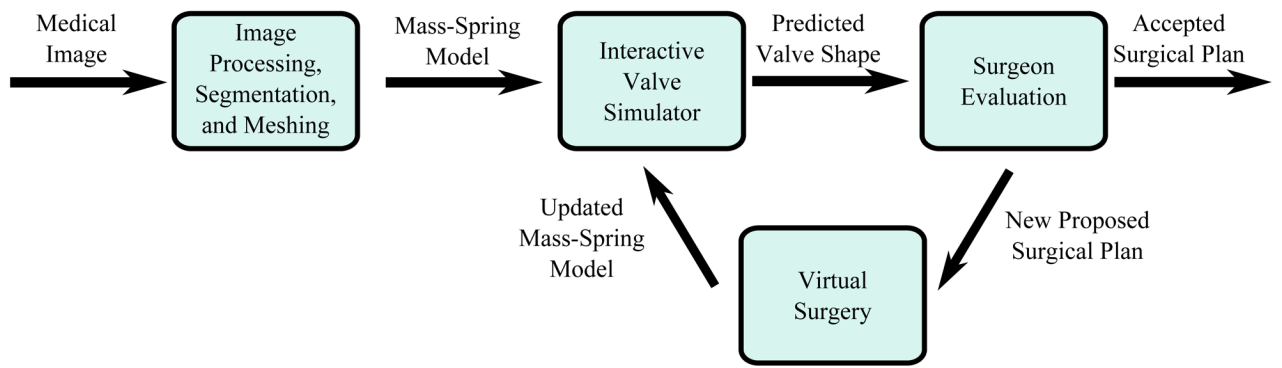 Medical
Image
Image
Processing,
Segmentation,
and Meshing
Mass-Spring
Model
Interactive
Valve
Simulator
Predicted
Valve Shape
Surgeon
Evaluation
Accepted
Surgical Plan
New Proposed
Surgical Plan
Virtual
Surgery
Updated
Mass-Spring
Model